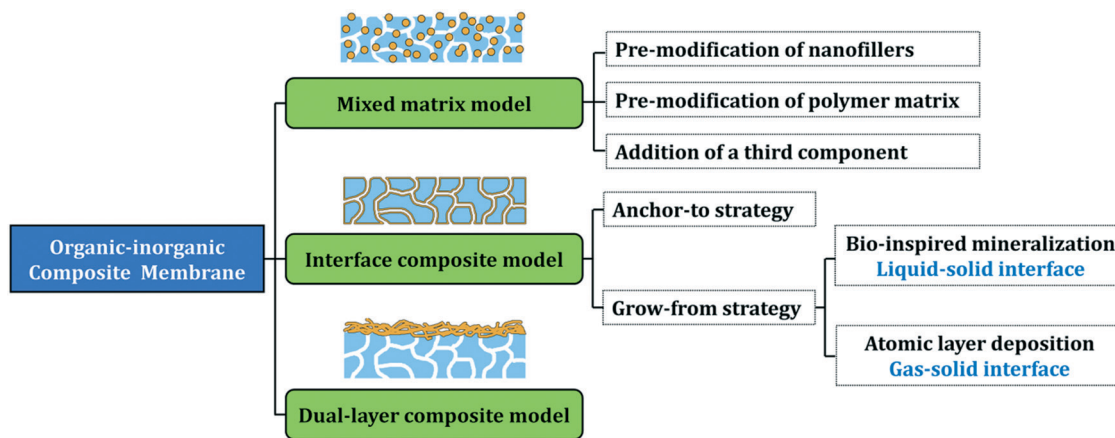 Organic-inorganic
Composite Membrane
Mixed matrix model
Pre-modification of nanofillers
Pre-modification of polymer matrix
Addition of a third component
Interface composite model
Anchor-to strategy
Grow-from strategy
Bio-inspired mineralization
Liquid-solid interface
Atomic layer deposition
Gas-solid interface
Dual-layer composite model